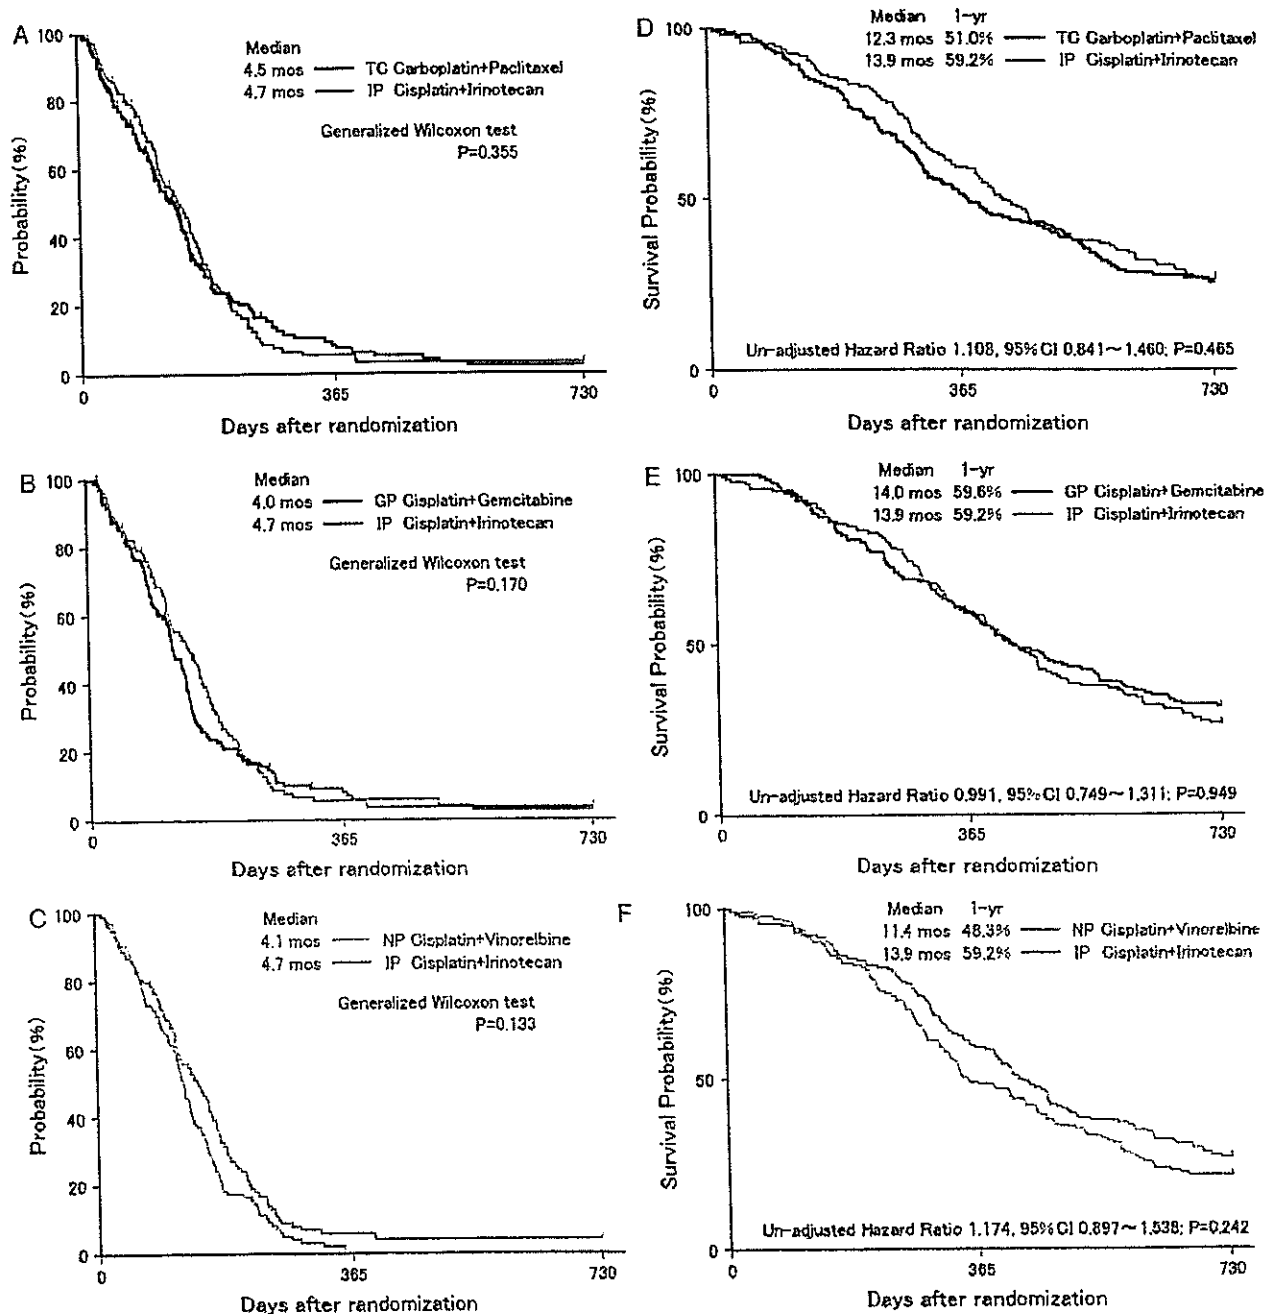 A
Median
4.5 mos TC Carboplatin+Paclitaxel
4.7 mos IP Cisplatin+Irinotecan
Generalized Wilcoxon test
P=0.355
Probability(%)
100
80
60
40
20
0
0 365 730
Days after randomization
D
Median 1-yr
12.3 mos 51.0% TC Carboplatin+Paclitaxel
13.9 mos 59.2% IP Cisplatin+Irinotecan
Survival Probability(%)
100
50
0
Un-adjusted Hazard Ratio 1.108, 95% CI 0.841~1.460; P=0.465
0 365 730
Days after randomization
B
Median
4.0 mos GP Cisplatin+Gemcitabine
4.7 mos IP Cisplatin+Irinotecan
Generalized Wilcoxon test
P=0.170
Probability(%)
100
80
60
40
20
0
0 365 730
Days after randomization
E
Median 1-yr
14.0 mos 59.6% GP Cisplatin+Gemcitabine
13.9 mos 59.2% IP Cisplatin+Irinotecan
Survival Probability(%)
100
50
0
Un-adjusted Hazard Ratio 0.991, 95% CI 0.749~1.311; P=0.949
0 365 730
Days after randomization
C
Median
4.1 mos NP Cisplatin+Vinorelbine
4.7 mos IP Cisplatin+Irinotecan
Generalized Wilcoxon test
P=0.133
Probability(%)
100
80
60
40
20
0
0 365 730
Days after randomization
F
Median 1-yr
11.4 mos 48.3% NP Cisplatin+Vinorelbine
13.9 mos 59.2% IP Cisplatin+Irinotecan
Survival Probability(%)
100
50
0
Un-adjusted Hazard Ratio 1.174, 95% CI 0.897~1.538; P=0.242
0 365 730
Days after randomization